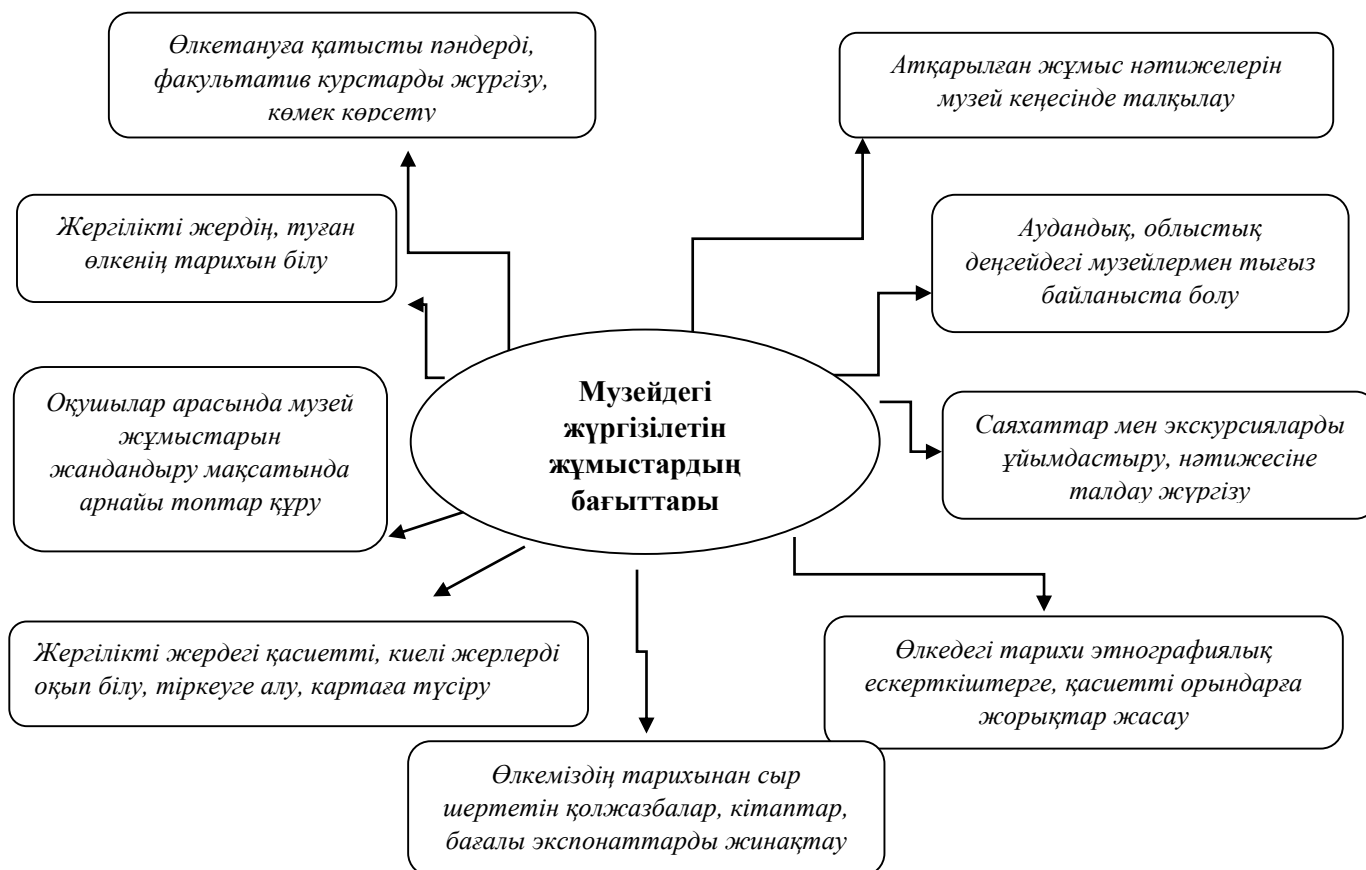 Өлкетануға қатысты пәндерді,
факультатив курстарды жүргізу,
көмек көрсету
Атқарылған жұмыс нәтижелерін
музей кеңесінде талқылау
Жергілікті жердің, туған
өлкенің тарихын білу
Аудандық, облыстық
деңгейдегі музейлермен тығыз
байланыста болу
Музейдегі
жүргізілетін
жұмыстардың
бағыттары
Оқушылар арасында музей
жұмыстарын
жандандыру мақсатында
арнайы топтар құру
Саяхаттар мен экскурсияларды
ұйымдастыру, нәтижесіне
талдау жүргізу
Жергілікті жердегі қасиетті, киелі жерлерді
оқып білу, тіркеуге алу, картаға түсіру
Өлкедегі тарихи этнографиялық
ескерткіштерге, қасиетті орындарға
жорықтар жасау
Өлкеміздің тарихынан сыр
шертетін қолжазбалар, кітаптар,
бағалы экспонаттарды жинақтау